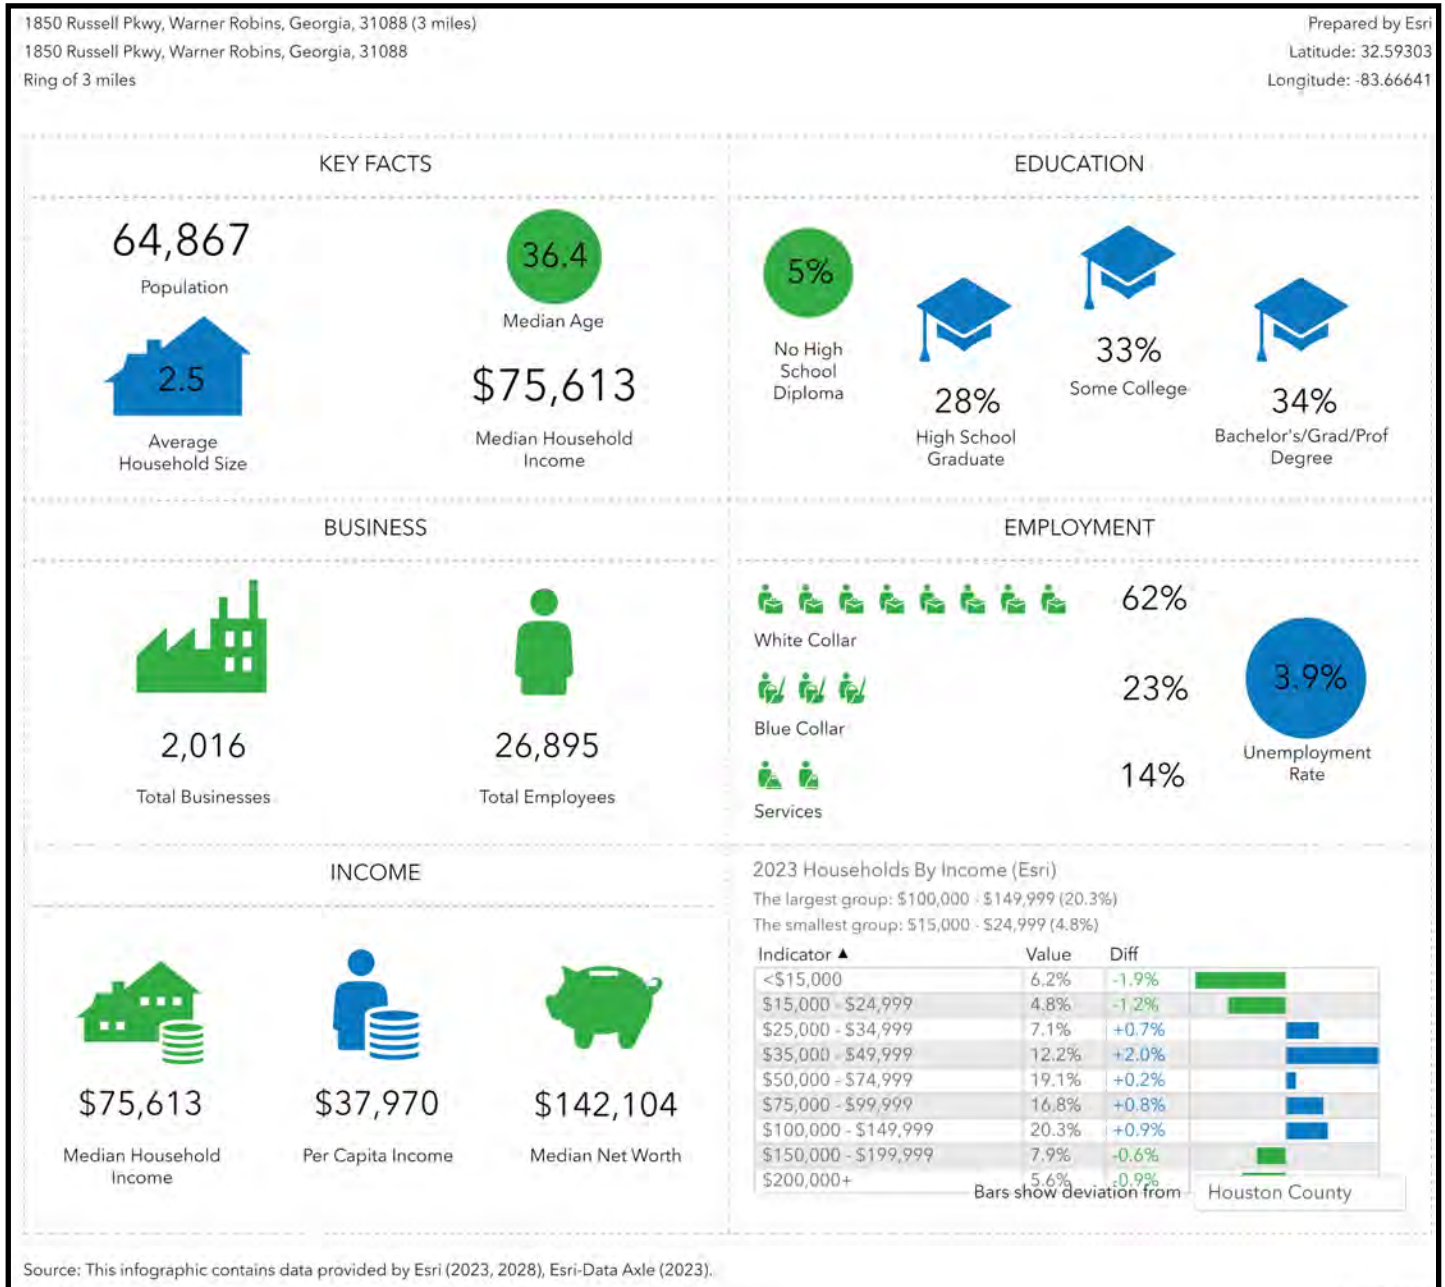 1850 Russell Pkwy, Warner Robins, Georgia, 31088 (3 miles)
Prepared by Esri
1850 Russell Pkwy, Warner Robins, Georgia, 31088
Latitude: 32.59303
Ring of 3 miles
Longitude: -83.66641
KEY FACTS
64,867
Population
36.4
Median Age
2.5
Average
Household Size
$75,613
Median Household
Income
EDUCATION
5%
No High
School
Diploma
28%
High School
Graduate
33%
Some College
34%
Bachelor's/Grad/Prof
Degree
BUSINESS
2,016
Total Businesses
26,895
Total Employees
EMPLOYMENT
62%
White Collar
23%
Blue Collar
14%
Services
3.9%
Unemployment
Rate
INCOME
$75,613
Median Household
Income
$37,970
Per Capita Income
$142,104
Median Net Worth
2023 Households By Income (Esri)
The largest group: $100,000 - $149,999 (20.3%)
The smallest group: $15,000 - $24,999 (4.8%)
Indicator ▲ Value Diff
<$15,000 6.2% -1.9%
$15,000 - $24,999 4.8% -1.2%
$25,000 - $34,999 7.1% +0.7%
$35,000 - $49,999 12.2% +2.0%
$50,000 - $74,999 19.1% +0.2%
$75,000 - $99,999 16.8% +0.8%
$100,000 - $149,999 20.3% +0.9%
$150,000 - $199,999 7.9% -0.6%
$200,000+ 5.6% -0.9%
Bars show deviation from Houston County
Source: This infographic contains data provided by Esri (2023, 2028), Esri-Data Axle (2023).